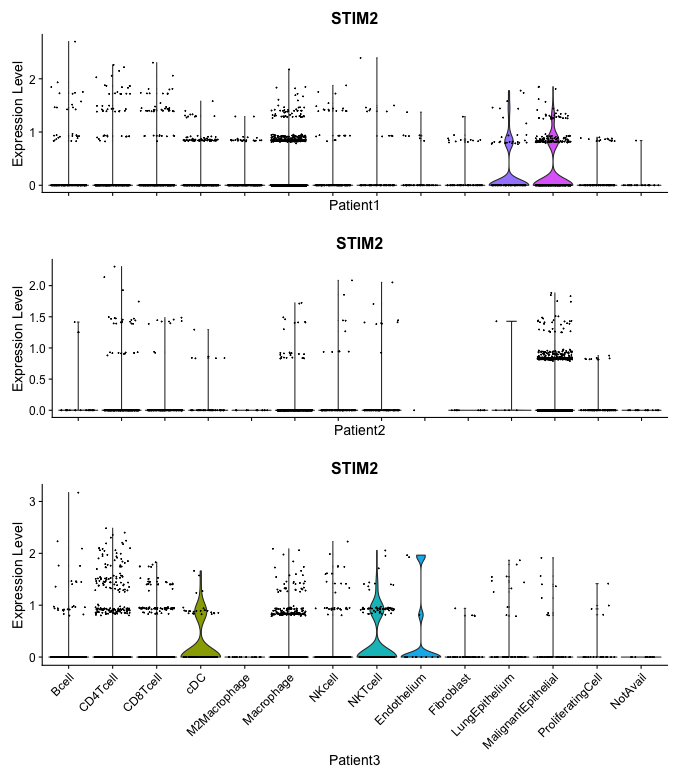 STIM2
Expression Level
2
1
0
Patient1
STIM2
Expression Level
2.0
1.5
1.0
0.5
0.0
Patient2
STIM2
Expression Level
3
2
1
0
Bcell
CD4Tcell
CD8Tcell
cDC
M2Macrophage
Macrophage
NKcell
NKTcell
Endothelium
Fibroblast
LungEpithelium
MalignantEpithelial
ProliferatingCell
NotAvail
Patient3